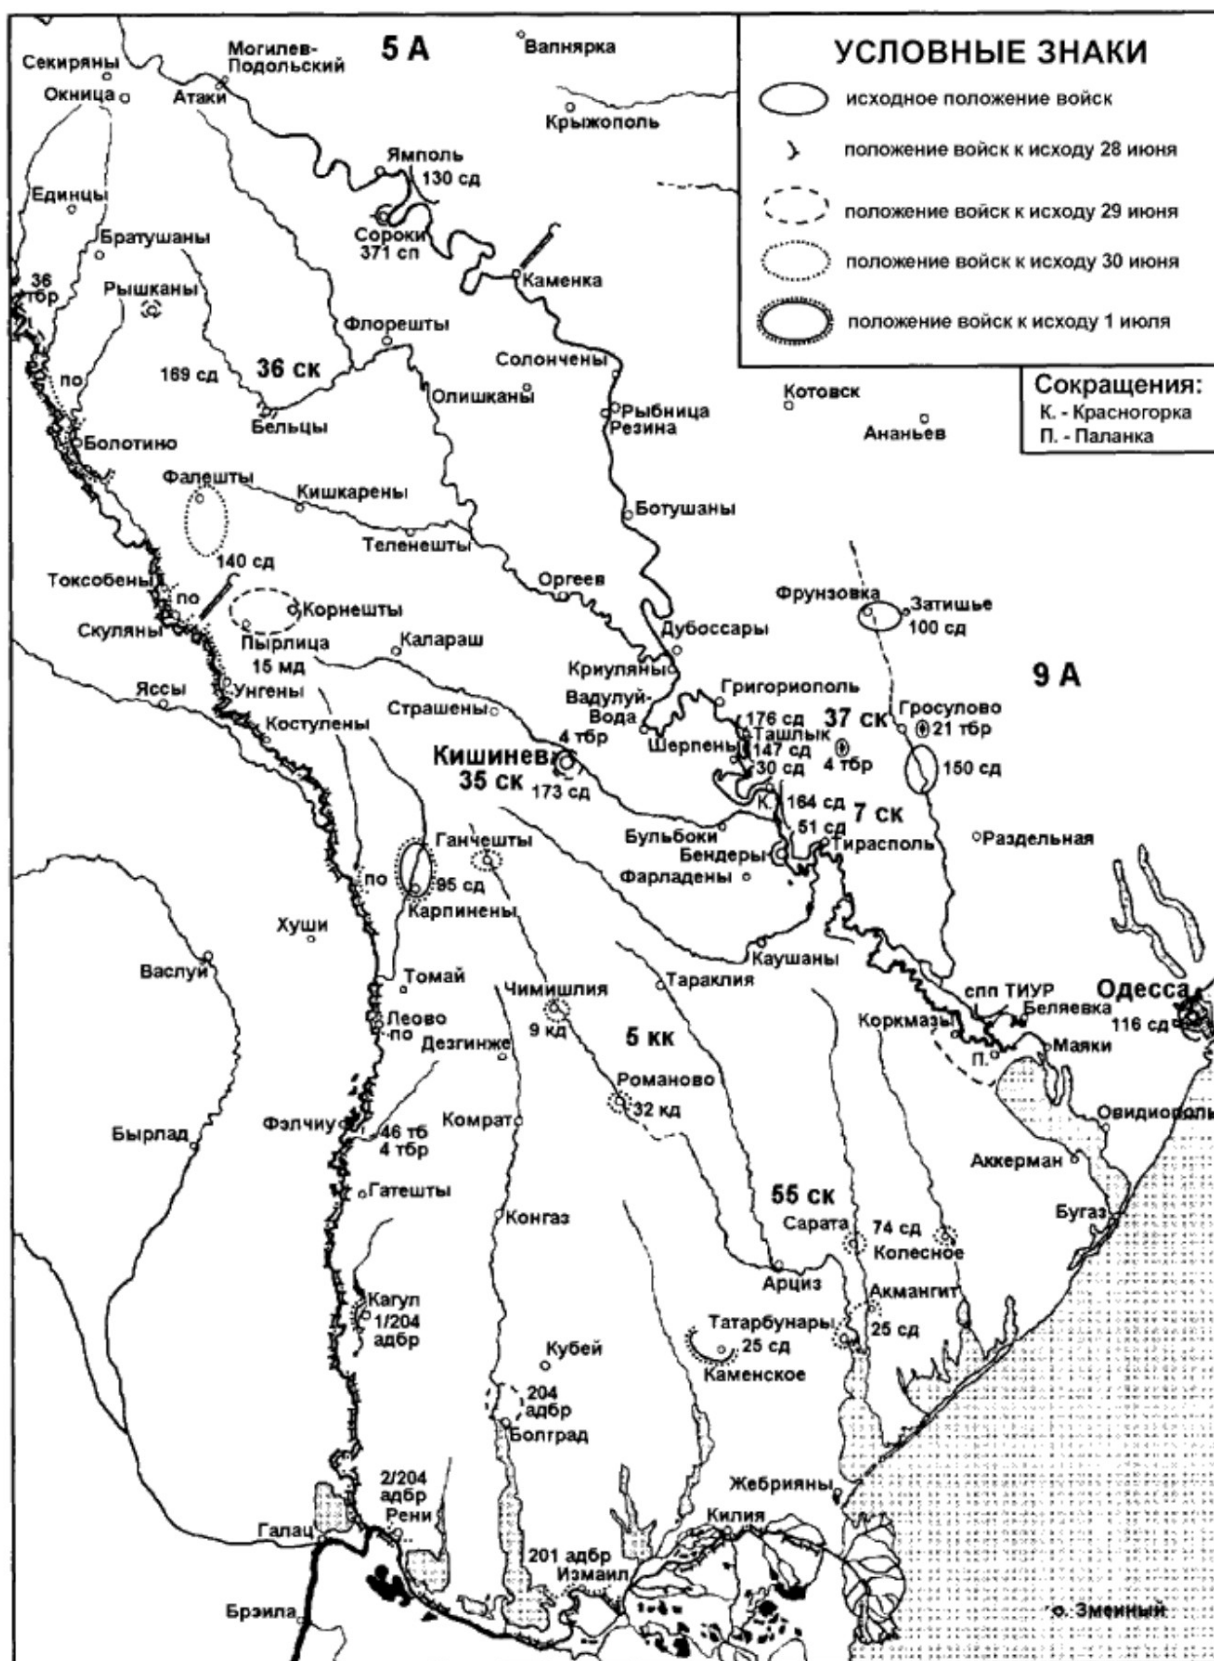 5 А
Вапнярка
Могилев-
Подольский
Секиряны
Окница
Атаки
Крыжополь
УСЛОВНЫЕ ЗНАКИ
исходное положение войск
положение войск к исходу 28 июня
положение войск к исходу 29 июня
положение войск к исходу 30 июня
положение войск к исходу 1 июля
Сокращения:
К. - Красногорка
П. - Паланка
Ямполь
130 сд
Единцы
Сороки
371 сп
Братушаны
Каменка
36
тбр
Рышканы
Флорешты
Солончены
169 сд
36 ск
по
Олишканы
Котовск
Рыбница
Резина
Ананьев
Бельцы
Болотино
Фалешты
Кишкарены
Ботушаны
Теленешты
140 сд
Токсобены
по
Оргеев
Фрунзовка
Затишье
100 сд
Корнешты
Скуляны
Пырлица
15 мд
Калараш
Дубоссары
Криуляны
9 А
Унгены
Яссы
Вадулуй-
Вода
Григориополь
Страшены
Костулены
4 тбр
176 сд
37 ск
Гросулово
21 тбр
Ташлык
Шерпены
147 сд
30 сд
4 тбр
150 сд
Кишинев
35 ск
173 сд
К.
164 сд
7 ск
51 сд
Бульбоки
Тирасполь
Раздельная
Ганчешты
Бендеры
по
95 сд
Фарладены
Карпинены
Хуши
Каушаны
Васлуй
Томай
Чимишлия
Тараклия
спп ТИУР
Одесса
Беляевка
116 сд
Леово
по
9 кд
5 кк
Коркмазы
Дезгинже
П.
Маяки
Романово
32 кд
Фэлчиу
46 тб
4 тбр
Комрат
Овидиополь
Бырлад
Аккерман
Гатешты
55 ск
Конгаз
Сарата
74 сд
Колесное
Бугаз
Арциз
Кагул
1/204
адбр
Акмангит
Татарбунары
25 сд
25 сд
Каменское
Кубей
204
адбр
Болград
2/204
адбр
Рени
Жебрияны
Галац
Килия
201 адбр
Измаил
Брэила
о. Змеиный